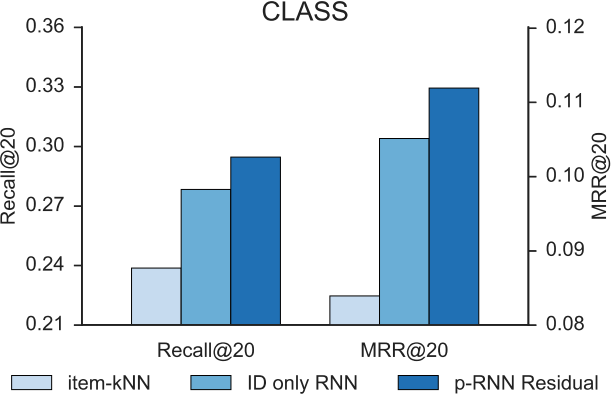 CLASS
0.36
0.33
0.30
0.27
0.24
0.21
Recall@20
0.12
0.11
0.10
0.09
0.08
MRR@20
Recall@20 MRR@20
item-kNN ID only RNN p-RNN Residual